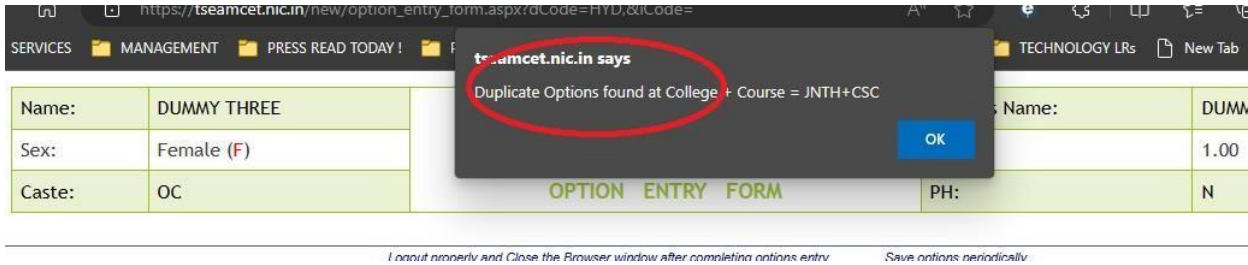 https://tseamcet.nic.in/new/option_entry_form.aspx?dCode=HYD,&iCode=
SERVICES MANAGEMENT PRESS READ TODAY ! TECHNOLOGY LRs New Tab
tseamcet.nic.in says
Duplicate Options found at College + Course = JNTH+CSC
OK
Name: DUMMY THREE Name:
Sex: Female (F) 1.00
Caste: OC OPTION ENTRY FORM PH: N
Logout properly and Close the Browser window after completing options entry Save options periodically